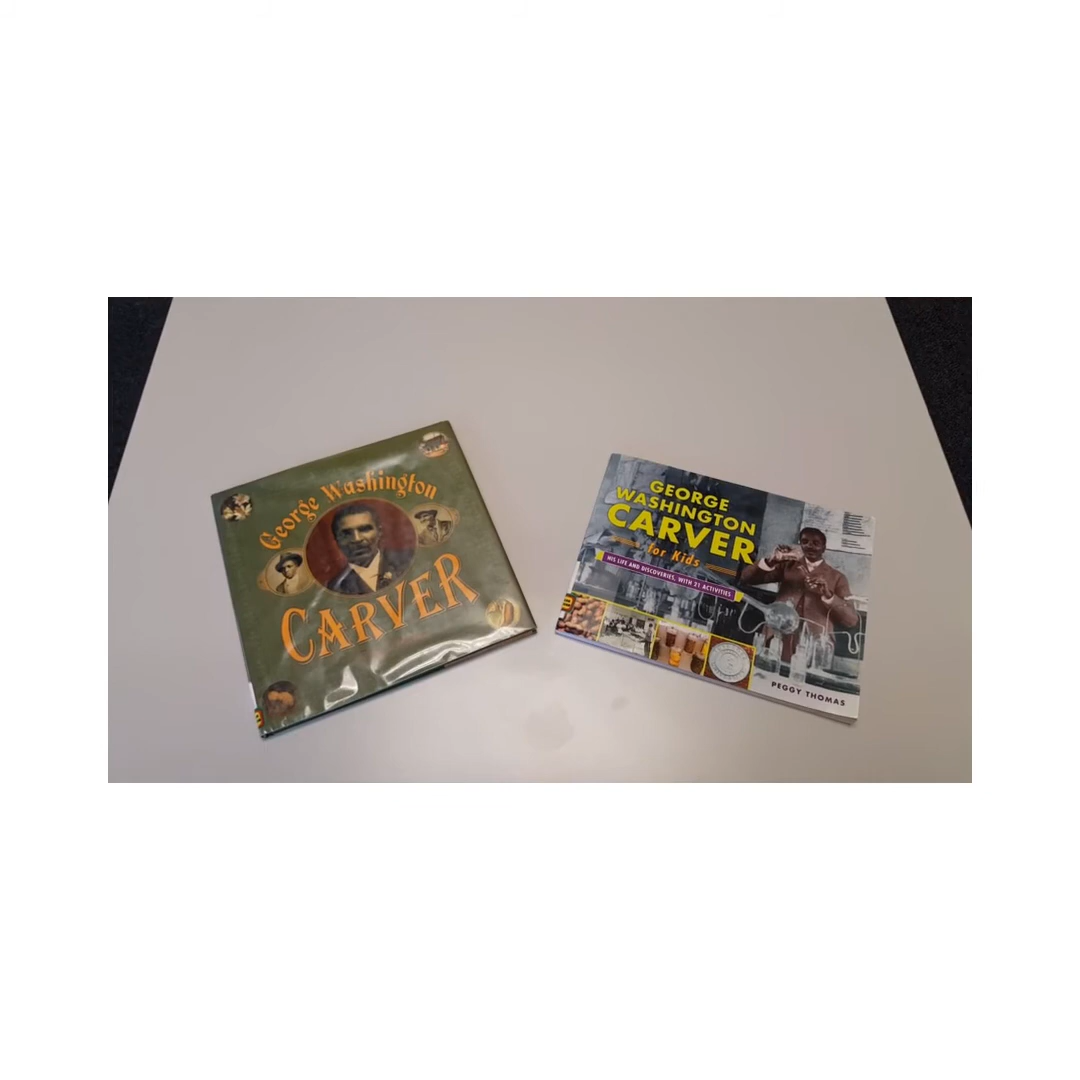 George Washington
CARVER
GEORGE
WASHINGTON
CARVER
for Kids
HIS LIFE AND DISCOVERIES, WITH 21 ACTIVITIES
PEGGY THOMAS